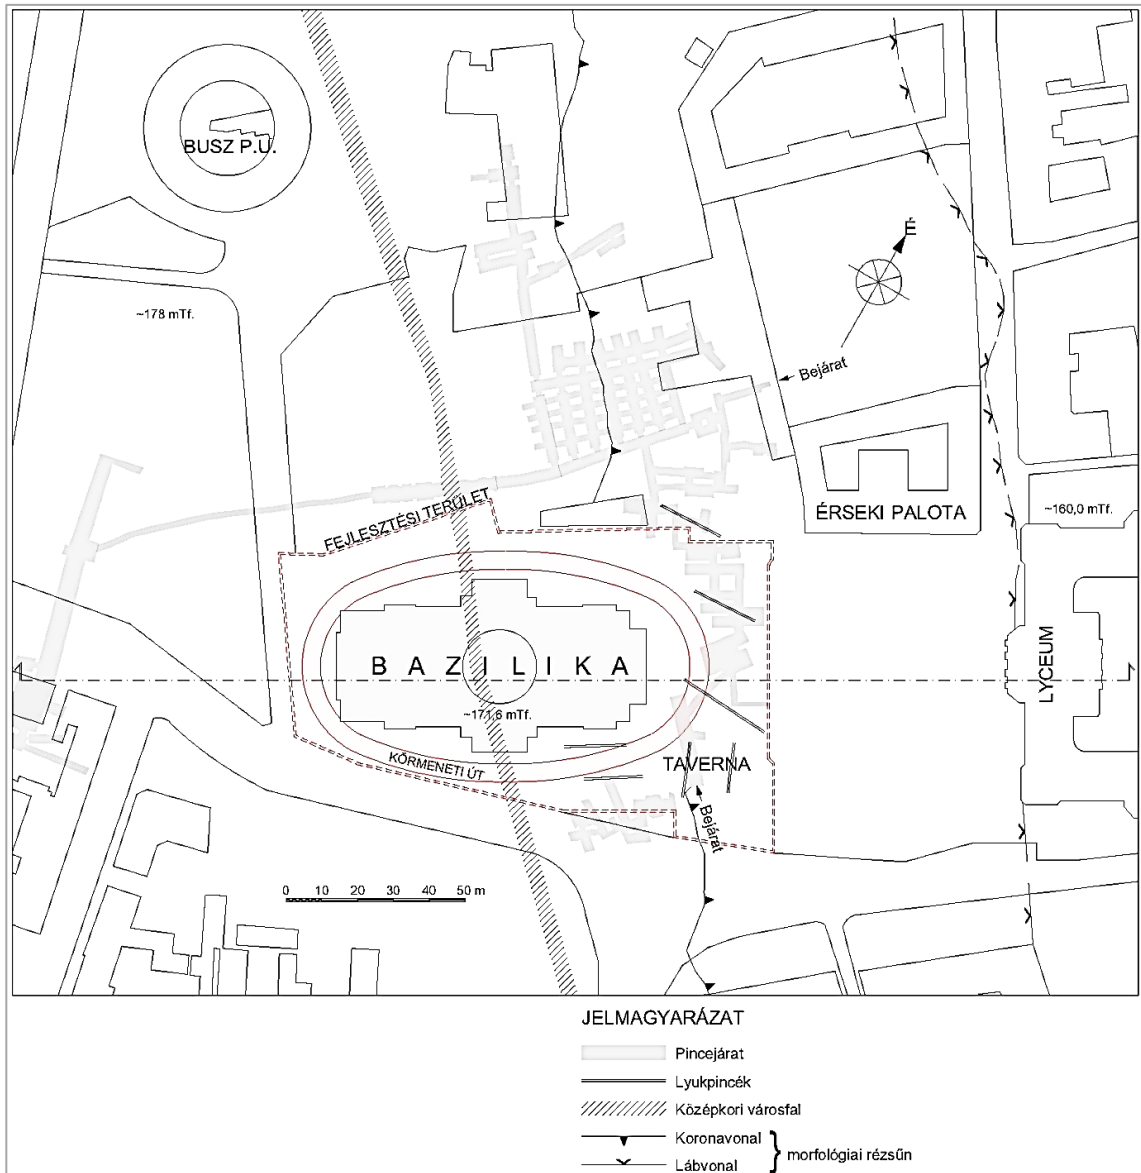 BUSZ P.U.
É
~178 mTf.
Bejárat
FEJLESZTÉSI TERÜLET
ÉRSEKI PALOTA
~160,0 mTf.
BAZILIKA
LYCEUM
~171,6 mTf.
KÖRMENETI ÚT
TAVERNA
Bejárat
0 10 20 30 40 50 m
JELMAGYARÁZAT
Pincejárat
Lyukpincék
Középkori városfal
Koronavonal
morfológiai rézsűn
Lábvonal